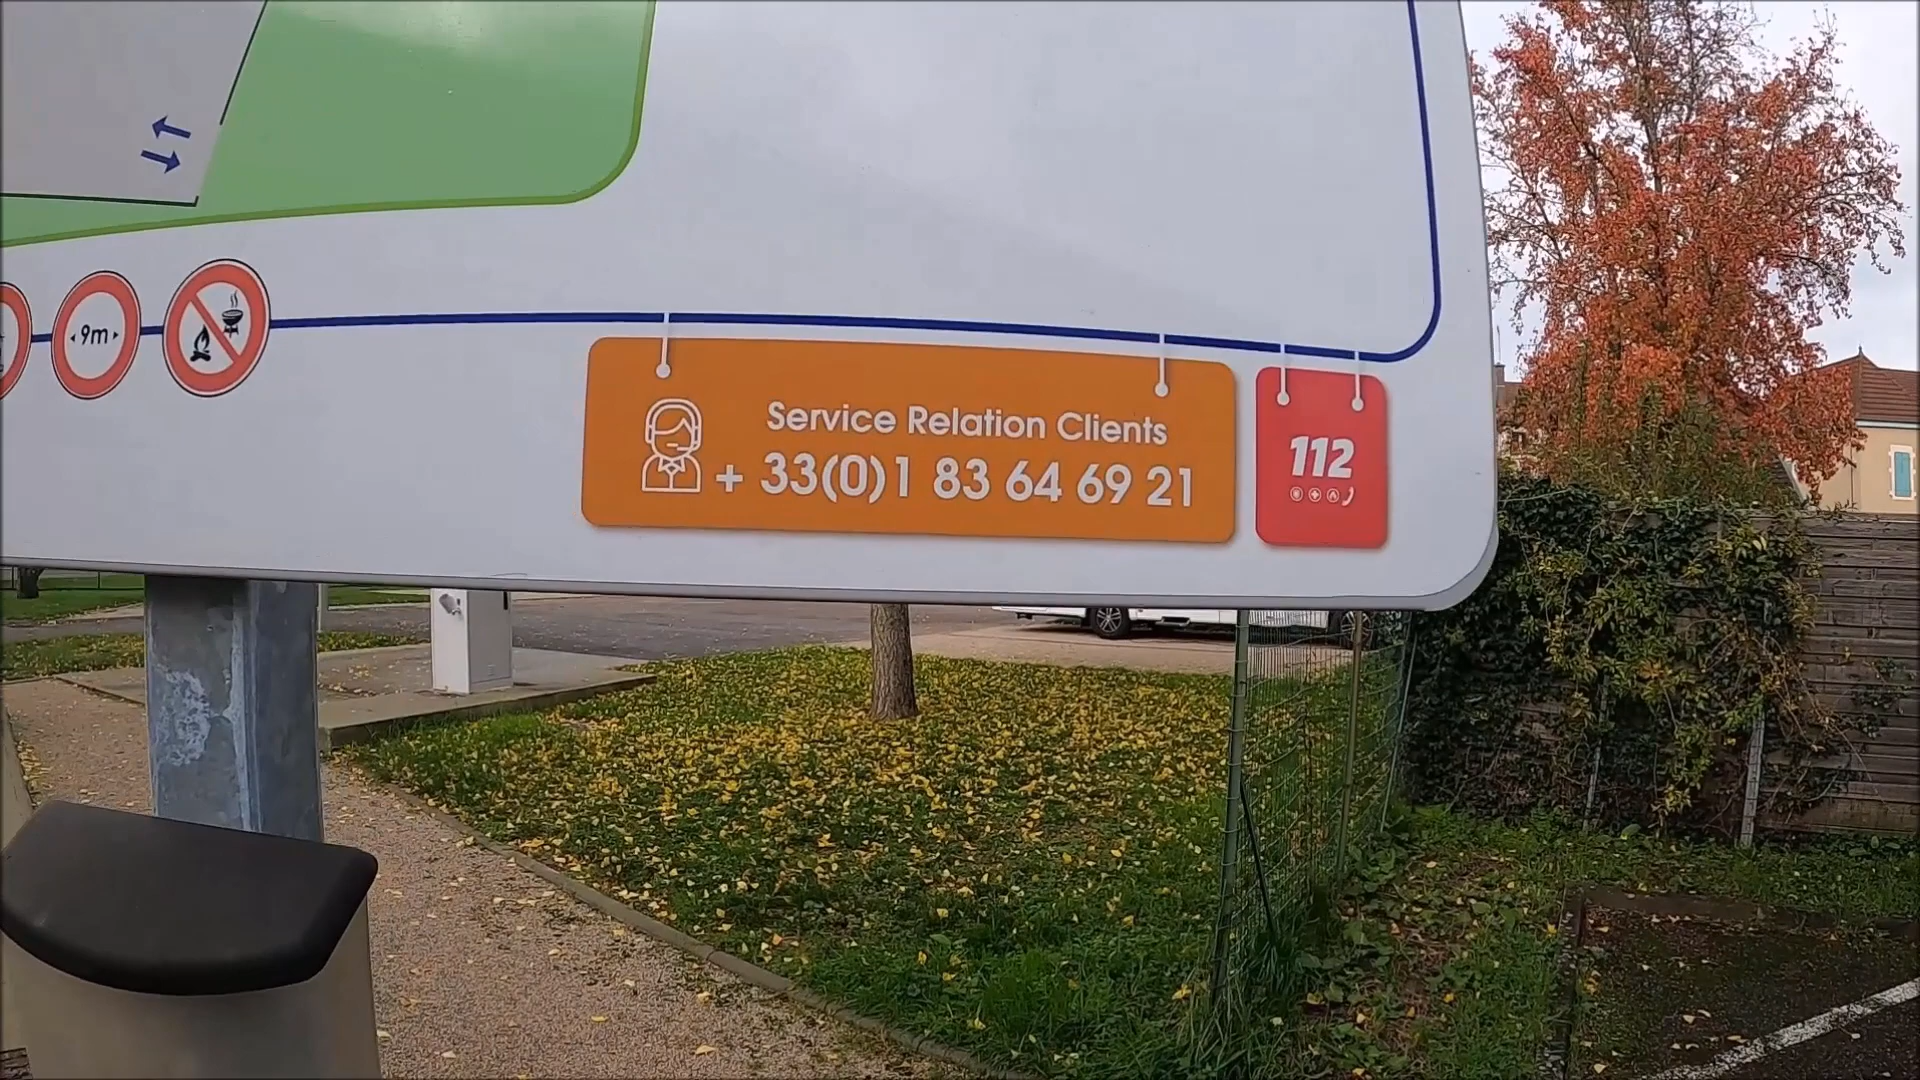 9m
Service Relation Clients
+ 33(0)1 83 64 69 21
112